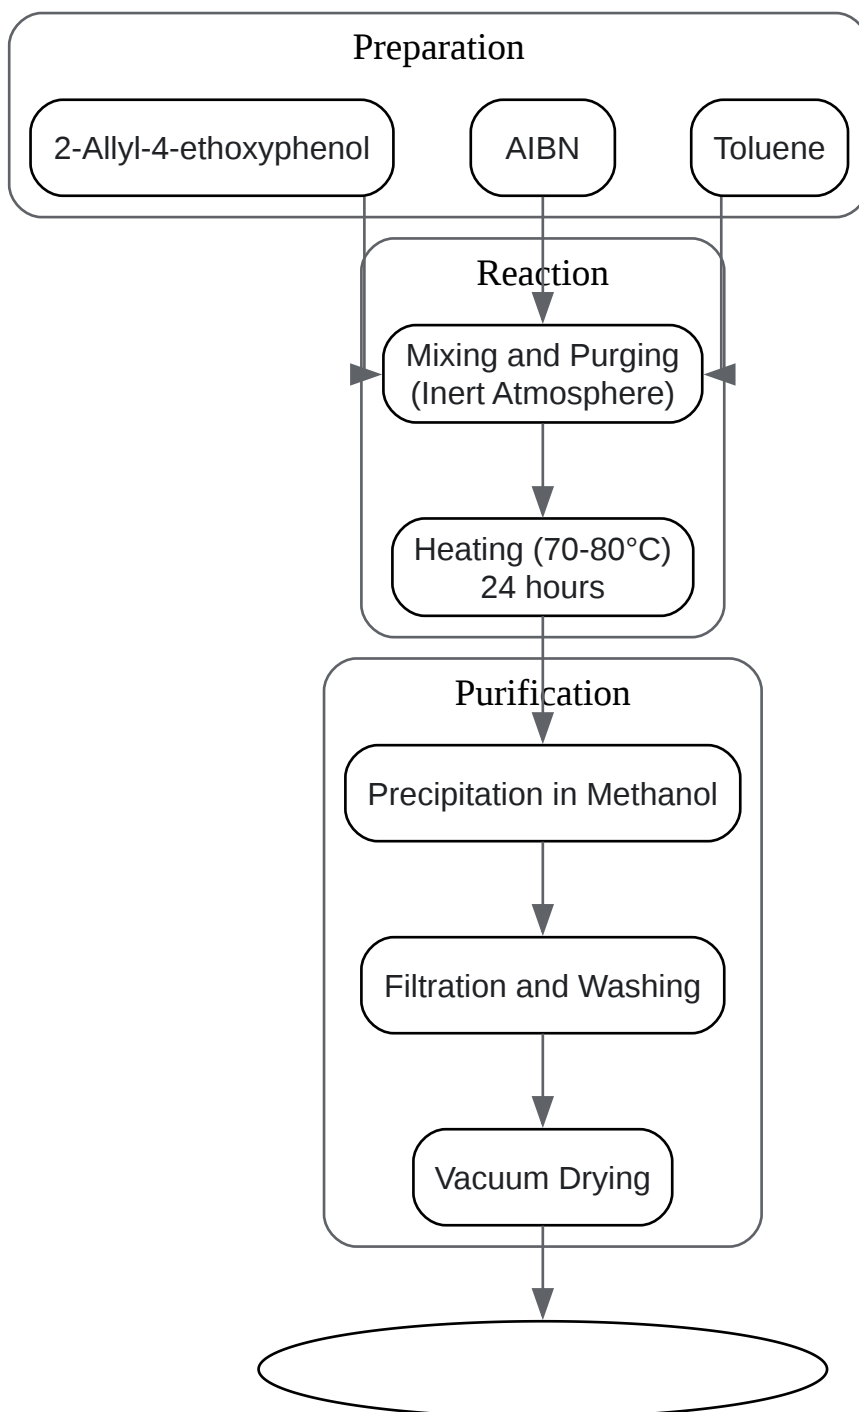 Preparation
2-Allyl-4-ethoxyphenol
AIBN
Toluene
Reaction
Mixing and Purging
(Inert Atmosphere)
Heating (70-80°C)
24 hours
Purification
Precipitation in Methanol
Filtration and Washing
Vacuum Drying